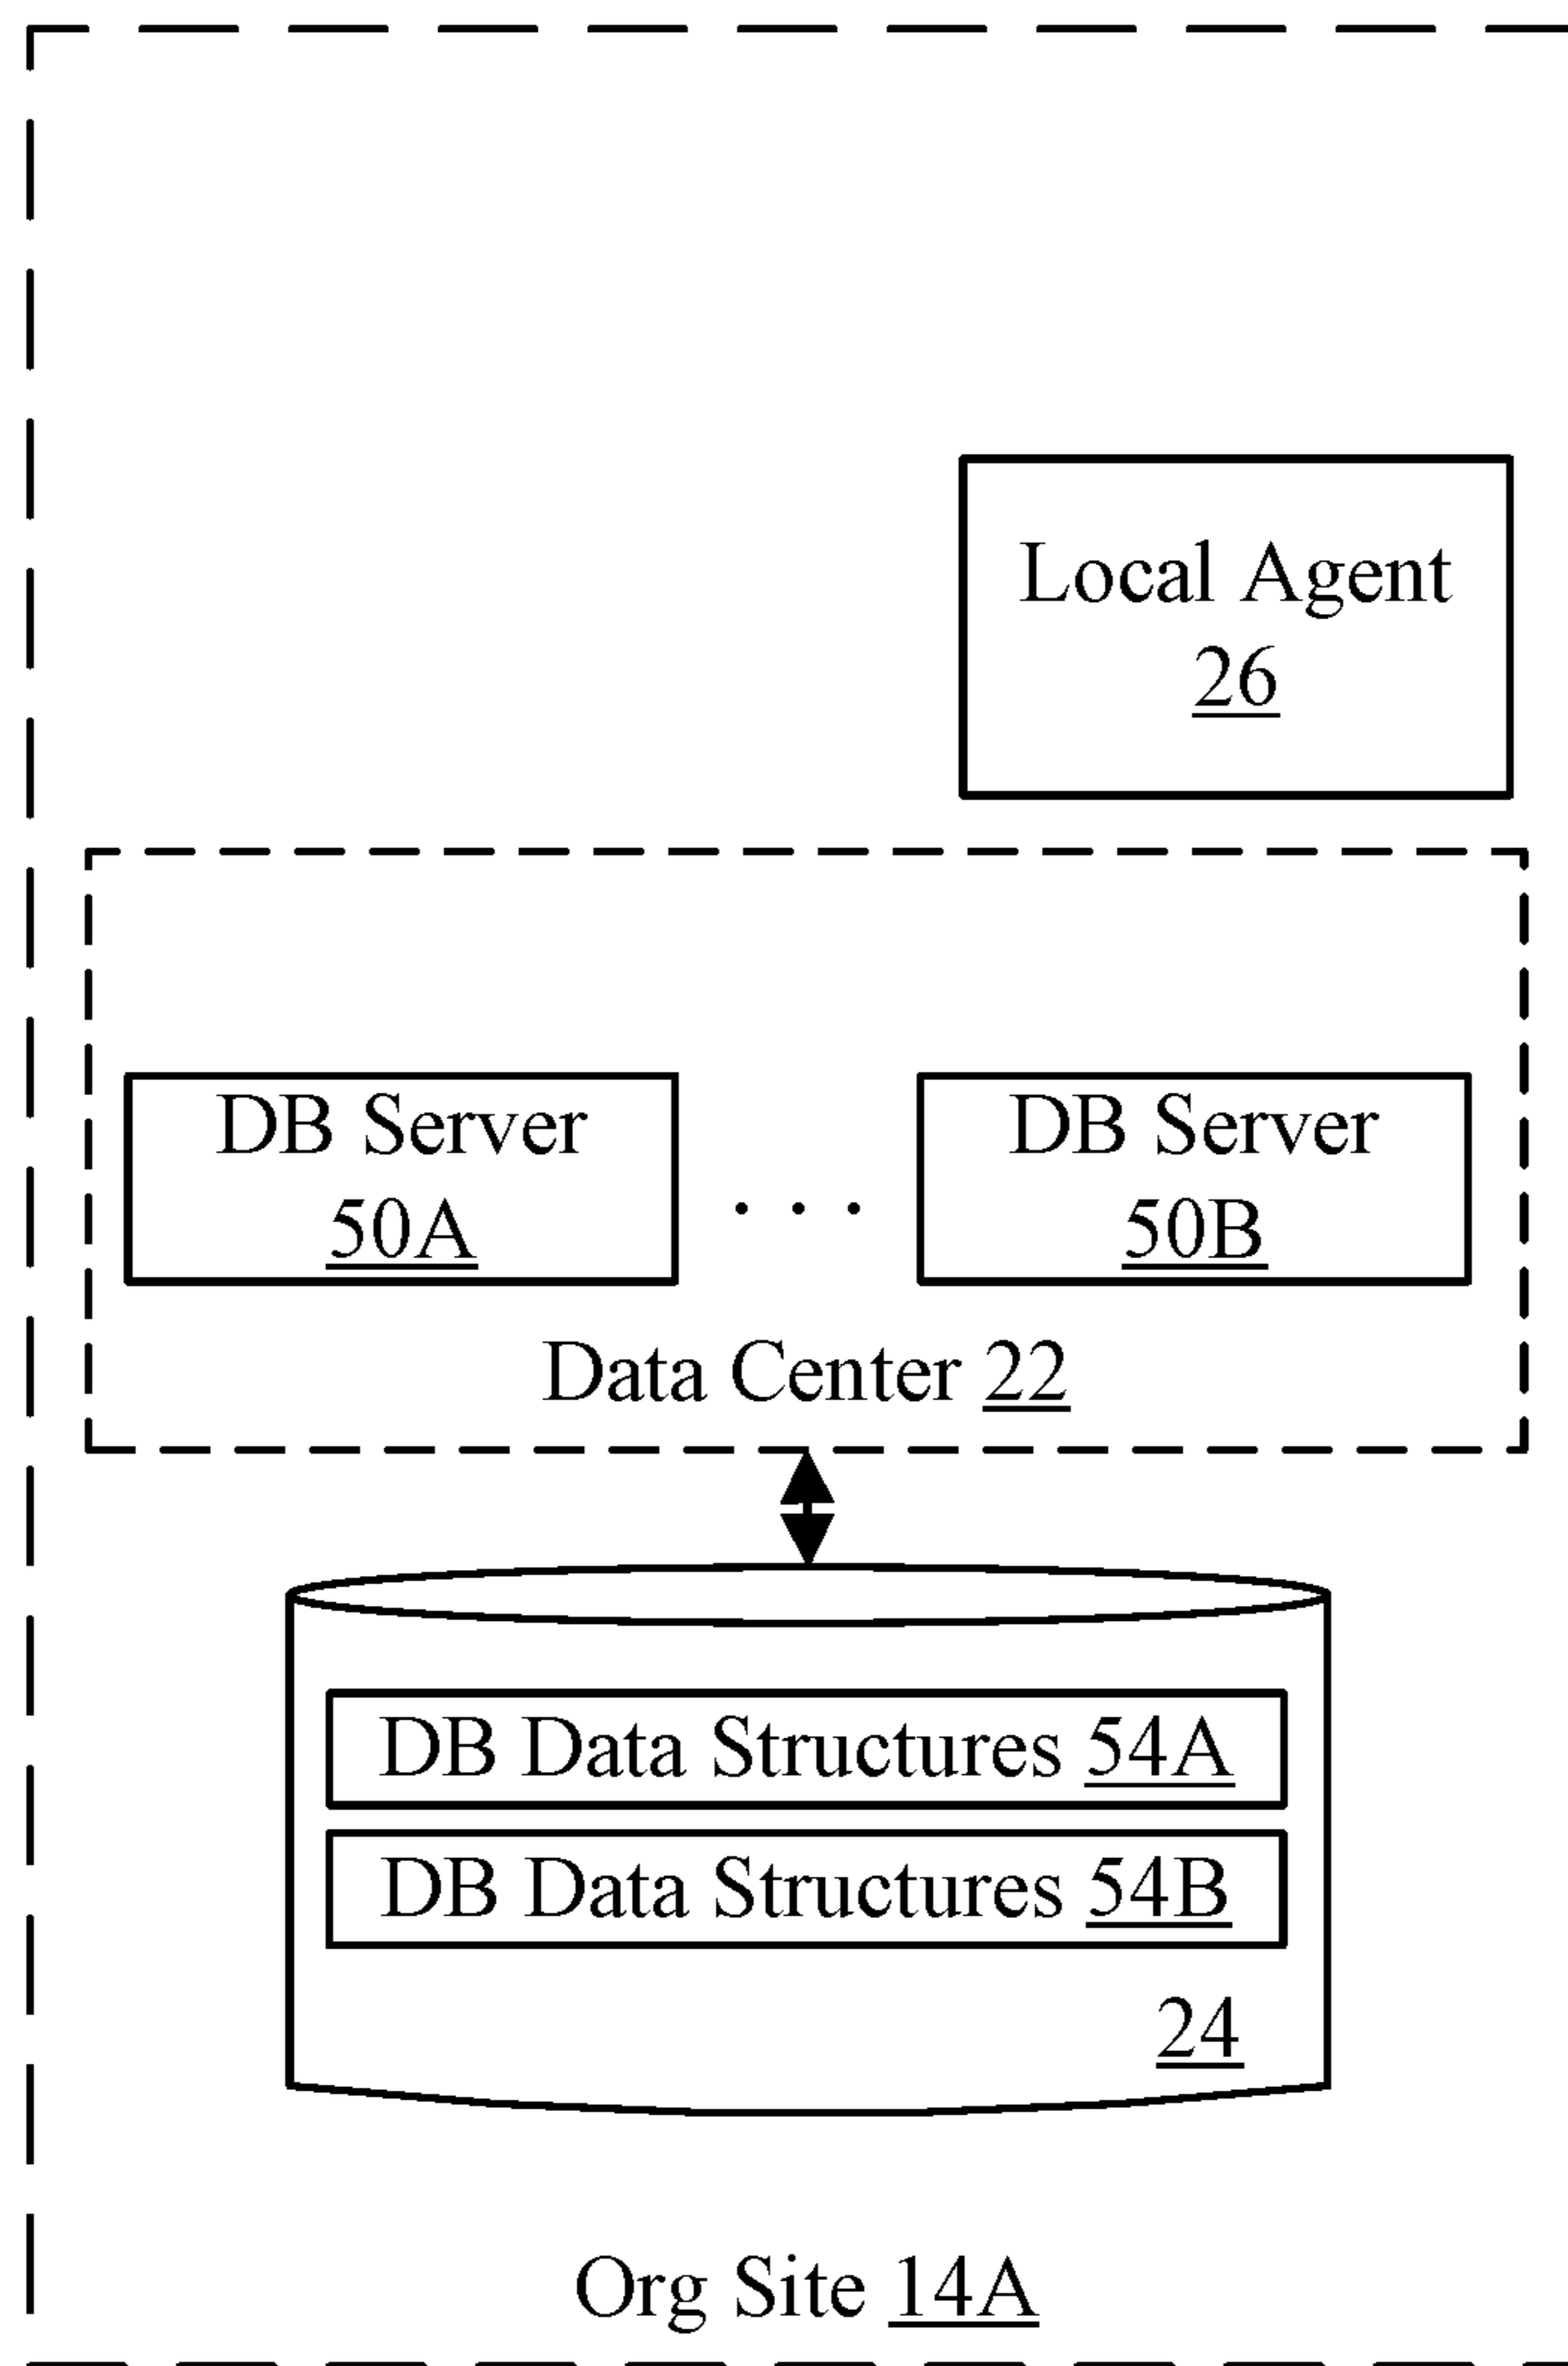 Local Agent
26
DB Server
50A
. . .
DB Server
50B
Data Center 22
DB Data Structures 54A
DB Data Structures 54B
24
Org Site 14A